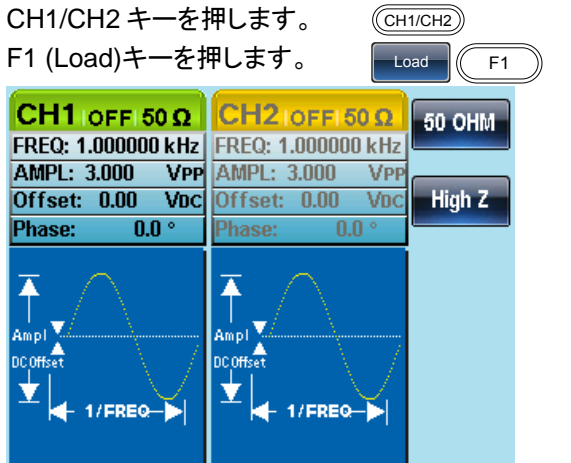 CH1/CH2 キーを押します。 CH1/CH2
F1 (Load)キーを押します。 Load F1
CH1 OFF 50 Ω CH2 OFF 50 Ω 50 OHM
FREQ: 1.000000 kHz FREQ: 1.000000 kHz
AMPL: 3.000 VPP AMPL: 3.000 VPP
Offset: 0.00 VDC Offset: 0.00 VDC High Z
Phase: 0.0 ° Phase: 0.0 °
Ampl Ampl
DC Offset DC Offset
1/FREQ 1/FREQ